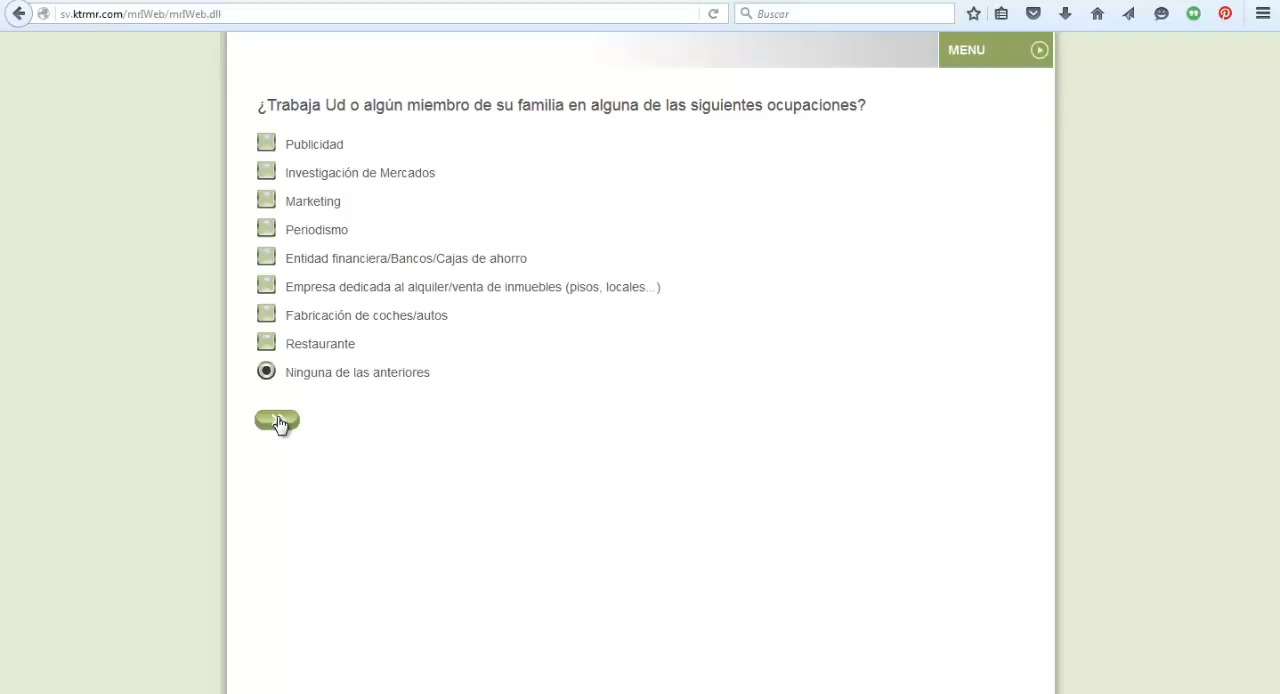 sv.ktrmr.com/mrIWeb/mrIWeb.dll
Buscar
MENU
¿Trabaja Ud o algún miembro de su familia en alguna de las siguientes ocupaciones?
Publicidad
Investigación de Mercados
Marketing
Periodismo
Entidad financiera/Bancos/Cajas de ahorro
Empresa dedicada al alquiler/venta de inmuebles (pisos, locales...)
Fabricación de coches/autos
Restaurante
Ninguna de las anteriores